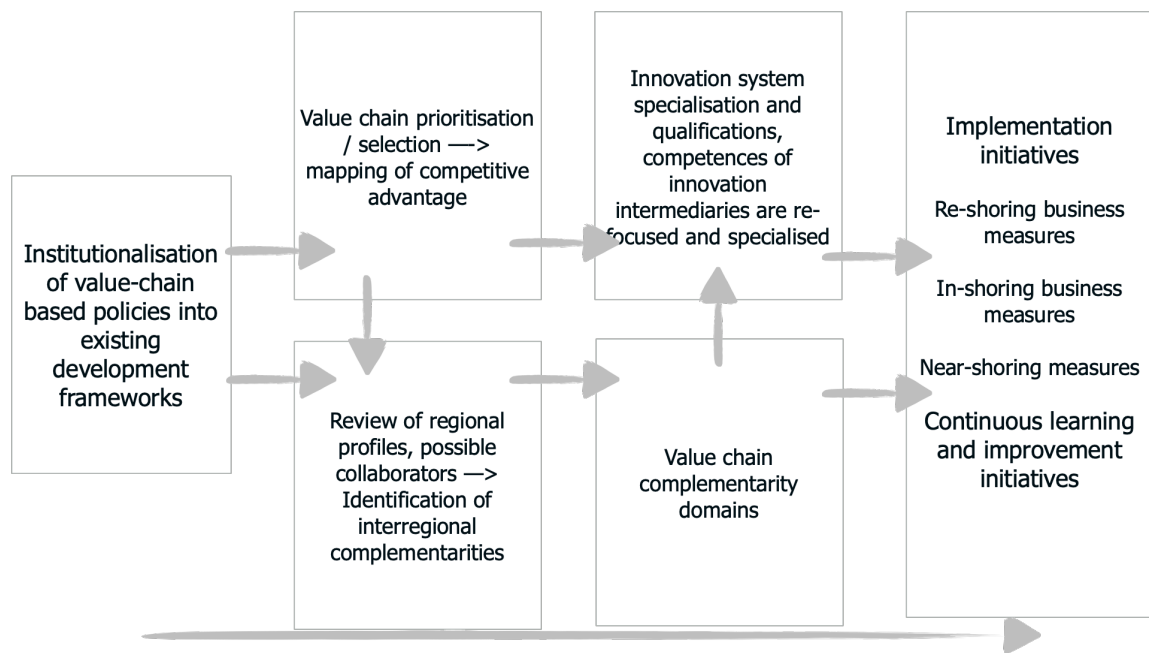 Institutionalisation
of value-chain
based policies into
existing
development
frameworks
Value chain prioritisation
/ selection —->
mapping of competitive
advantage
Review of regional
profiles, possible
collaborators —>
Identification of
interregional
complementarities
Innovation system
specialisation and
qualifications,
competences of
innovation
intermediaries are re-
focused and specialised
Value chain
complementarity
domains
Implementation
initiatives
Re-shoring business
measures
In-shoring business
measures
Near-shoring measures
Continuous learning
and improvement
initiatives